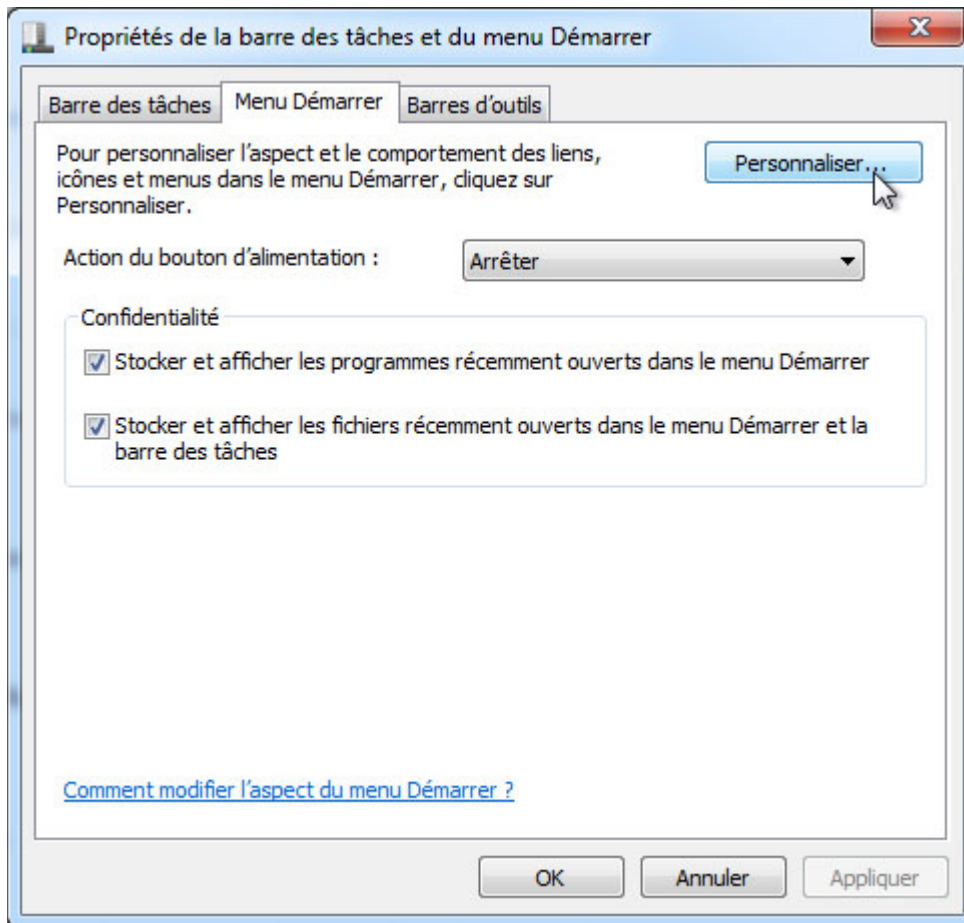 Propriétés de la barre des tâches et du menu Démarrer
Barre des tâches
Menu Démarrer
Barres d'outils
Pour personnaliser l'aspect et le comportement des liens,
icônes et menus dans le menu Démarrer, cliquez sur
Personnaliser.
Personnaliser...
Action du bouton d'alimentation :
Arrêter
Confidentialité
Stocker et afficher les programmes récemment ouverts dans le menu Démarrer
Stocker et afficher les fichiers récemment ouverts dans le menu Démarrer et la
barre des tâches
Comment modifier l'aspect du menu Démarrer ?
OK
Annuler
Appliquer